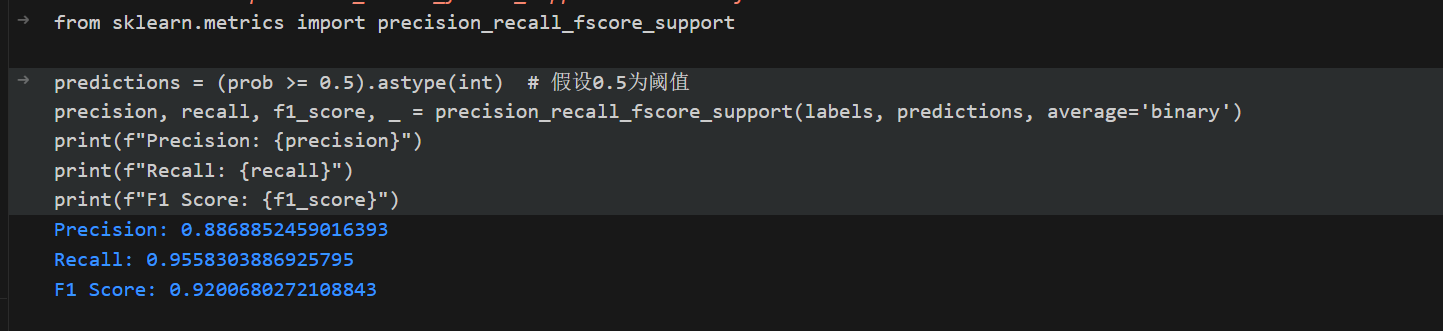 from sklearn.metrics import precision_recall_fscore_support
predictions = (prob >= 0.5).astype(int)  # 假设0.5为阈值
precision, recall, f1_score, _ = precision_recall_fscore_support(labels, predictions, average='binary')
print(f"Precision: {precision}")
print(f"Recall: {recall}")
print(f"F1 Score: {f1_score}")
Precision: 0.8868852459016393
Recall: 0.9558303886925795
F1 Score: 0.9200680272108843